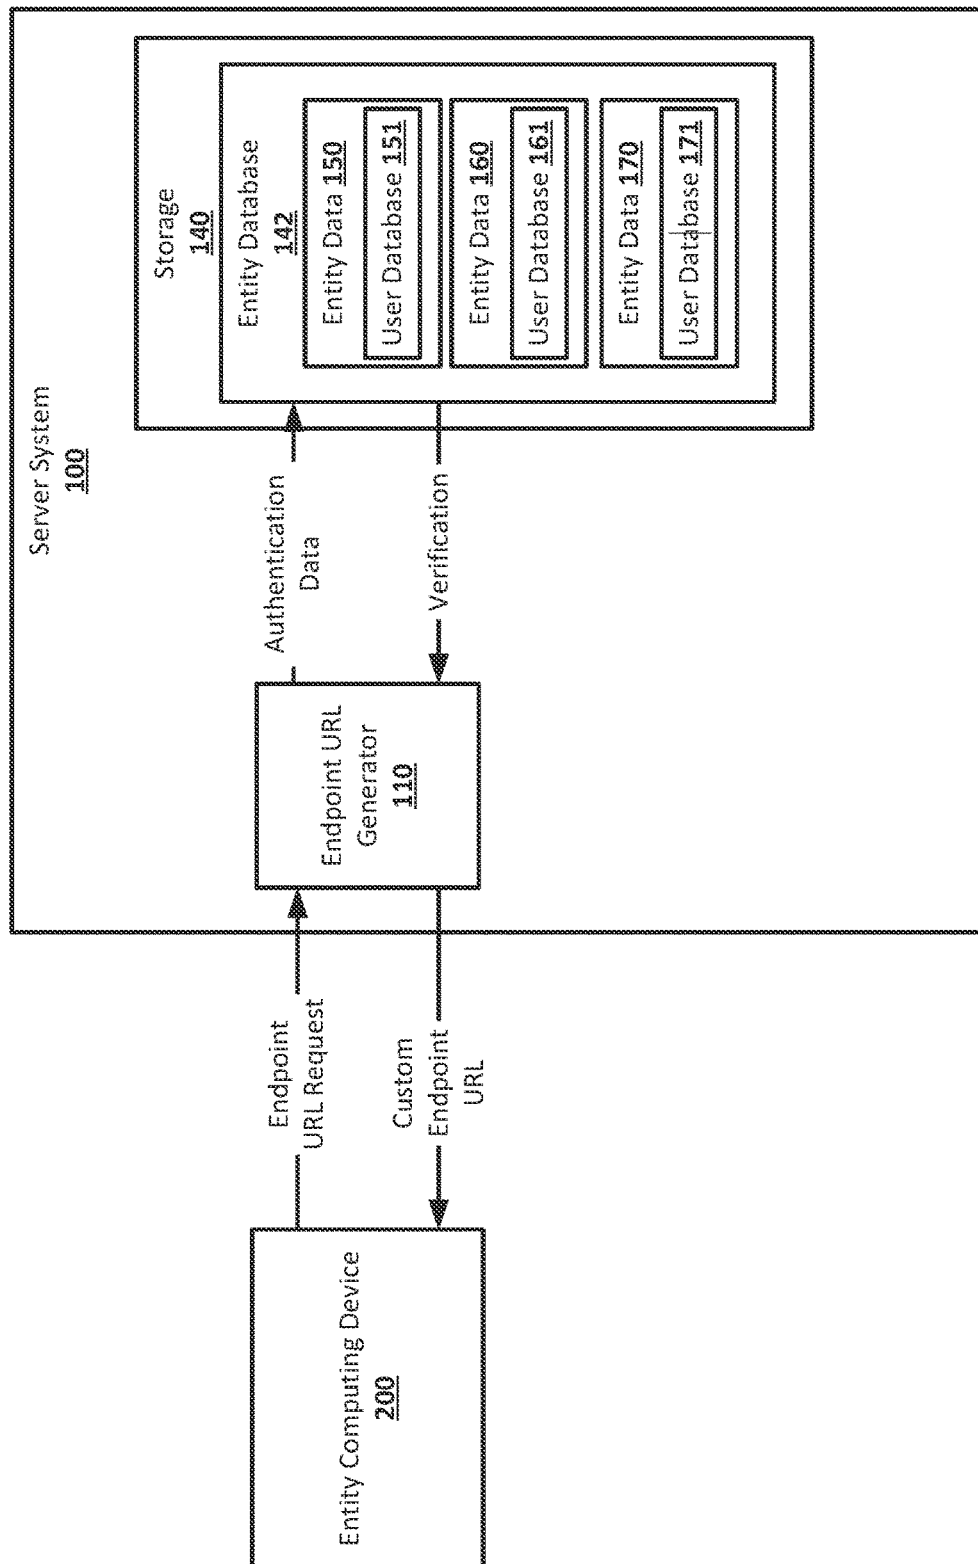 Server System
100
Storage
140
Entity Database
142
Entity Data 150
User Database 151
Entity Data 160
User Database 161
Entity Data 170
User Database 171
Authentication
Data
Verification
Endpoint URL
Generator
110
Endpoint
URL Request
Custom
Endpoint
URL
Entity Computing Device
200